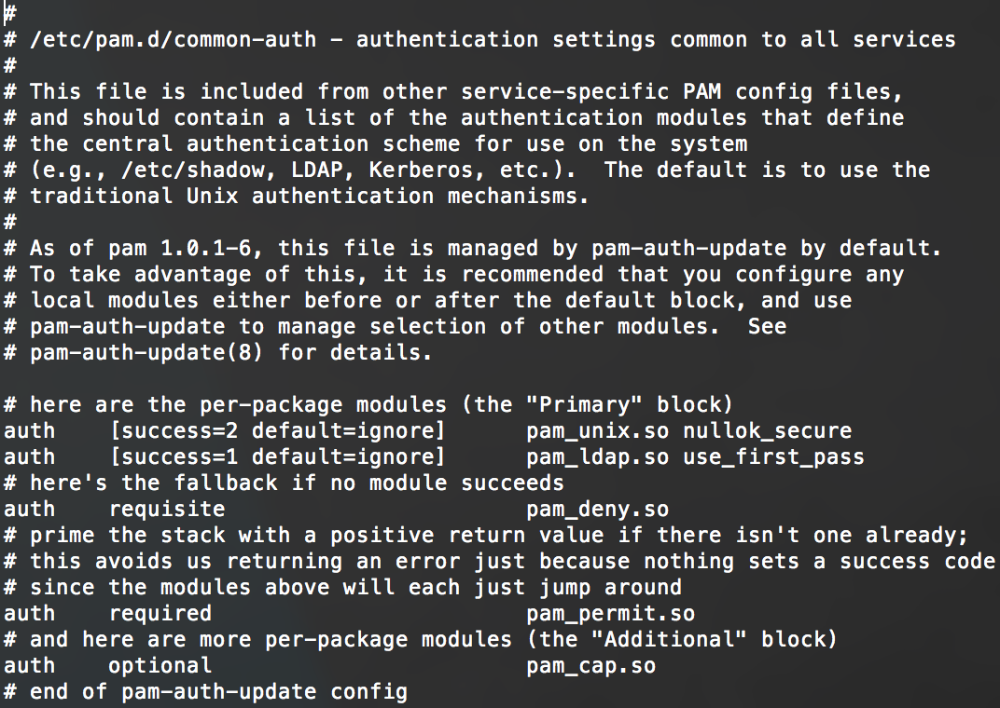 #
# /etc/pam.d/common-auth - authentication settings common to all services
#
# This file is included from other service-specific PAM config files,
# and should contain a list of the authentication modules that define
# the central authentication scheme for use on the system
# (e.g., /etc/shadow, LDAP, Kerberos, etc.).  The default is to use the
# traditional Unix authentication mechanisms.
#
# As of pam 1.0.1-6, this file is managed by pam-auth-update by default.
# To take advantage of this, it is recommended that you configure any
# local modules either before or after the default block, and use
# pam-auth-update to manage selection of other modules.  See
# pam-auth-update(8) for details.

# here are the per-package modules (the "Primary" block)
auth    [success=2 default=ignore]      pam_unix.so nullok_secure
auth    [success=1 default=ignore]      pam_ldap.so use_first_pass
# here's the fallback if no module succeeds
auth    requisite                       pam_deny.so
# prime the stack with a positive return value if there isn't one already;
# this avoids us returning an error just because nothing sets a success code
# since the modules above will each just jump around
auth    required                        pam_permit.so
# and here are more per-package modules (the "Additional" block)
auth    optional                        pam_cap.so
# end of pam-auth-update config